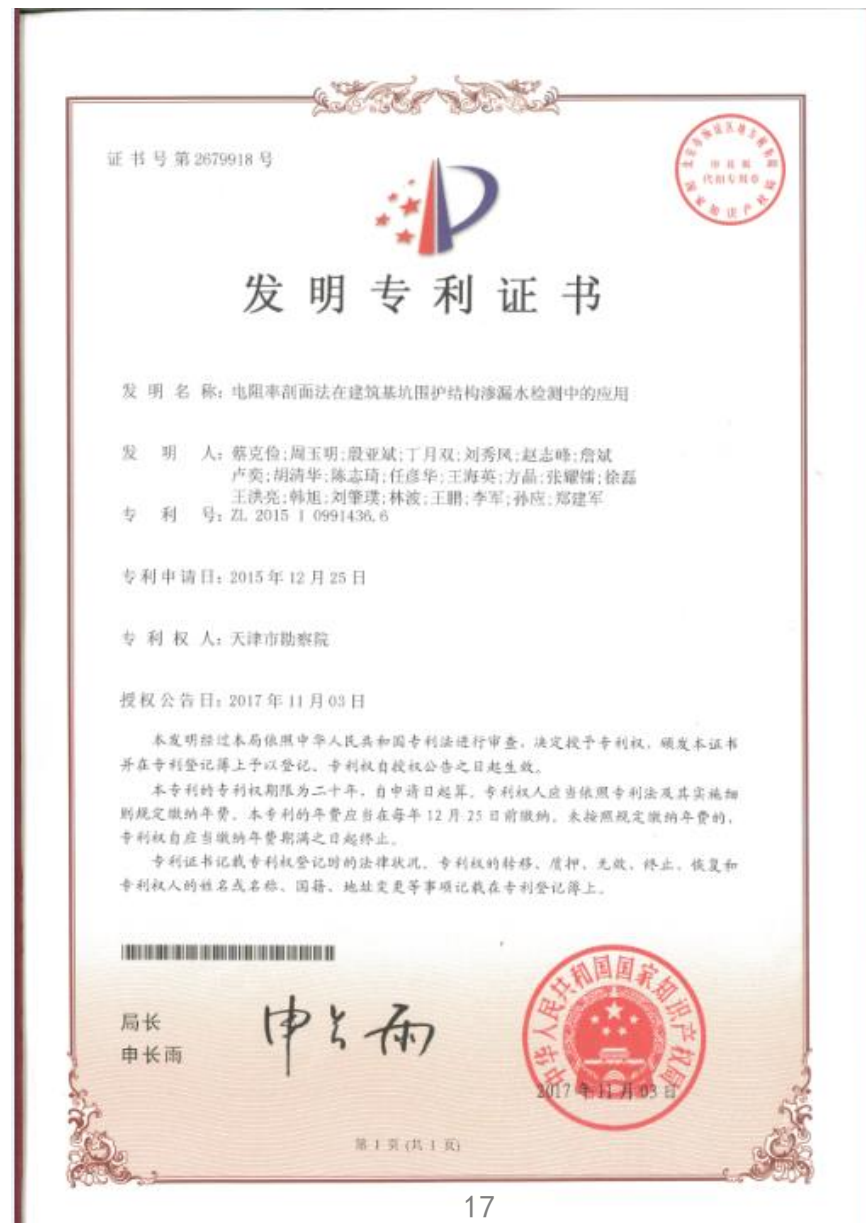 证书号第2679918号
发明专利证书
发 明 名 称：电阻率剖面法在建筑基坑围护结构渗漏水检测中的应用
发 明 人：蔡克俭;周玉明;殷亚斌;丁月双;刘秀凤;赵志峰;詹斌
卢奕;胡清华;陈志琦;任彦华;王海英;方晶;张耀镭;徐磊
王洪亮;韩旭;刘肇璞;林波;王鹏;李军;孙应;郑建军
专 利 号：ZL 2015 1 0991436.6
专利申请日：2015年12月25日
专 利 权 人：天津市勘察院
授权公告日：2017年11月03日
本发明经过本局依照中华人民共和国专利法进行审查，决定授予专利权，颁发本证书
并在专利登记簿上予以登记、专利权自授权公告之日起生效。
本专利的专利权期限为二十年，自申请日起算。专利权人应当依照专利法及其实施细
则规定缴纳年费。本专利的年费应当在每年12月25日前缴纳。未按照规定缴纳年费的，
专利权自应当缴纳年费期满之日起终止。
专利证书记载专利权登记时的法律状况。专利权的转移、质押、无效、终止、恢复和
专利权人的姓名或名称、国籍、地址变更等事项记载在专利登记簿上。
局长
申长雨
申长雨
中华人民共和国国家知识产权局
2017年11月03日
第1页(共1页)
17